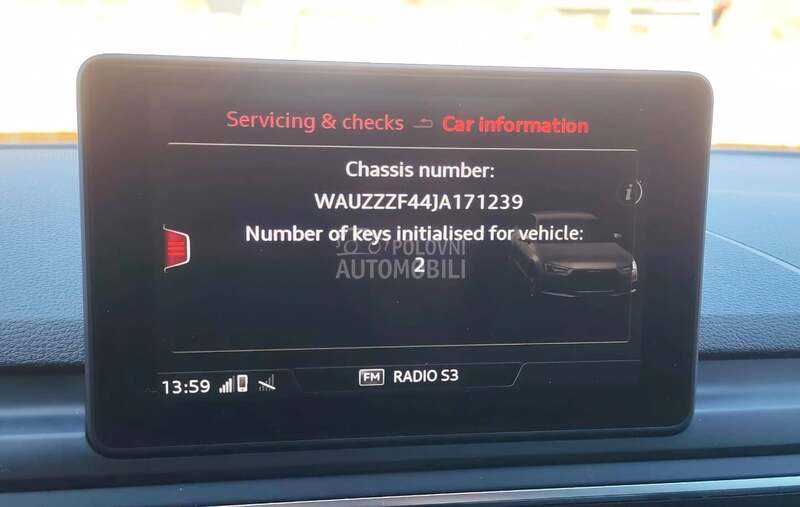 Servicing & checks Car information
Chassis number:
WAUZZZF44JA171239
Number of keys initialised for vehicle:
POLOVNI
AUTOMOBILI
2
13:59 FM RADIO S3